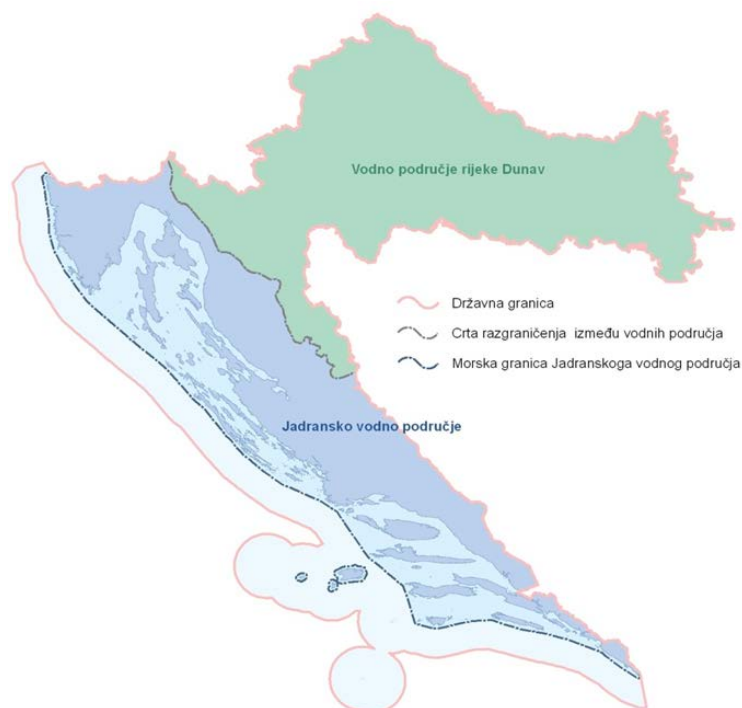 Vodno područje rijeke Dunav
Državna granica
Crta razgraničenja između vodnih područja
Morska granica Jadranskoga vodnog područja
Jadransko vodno područje